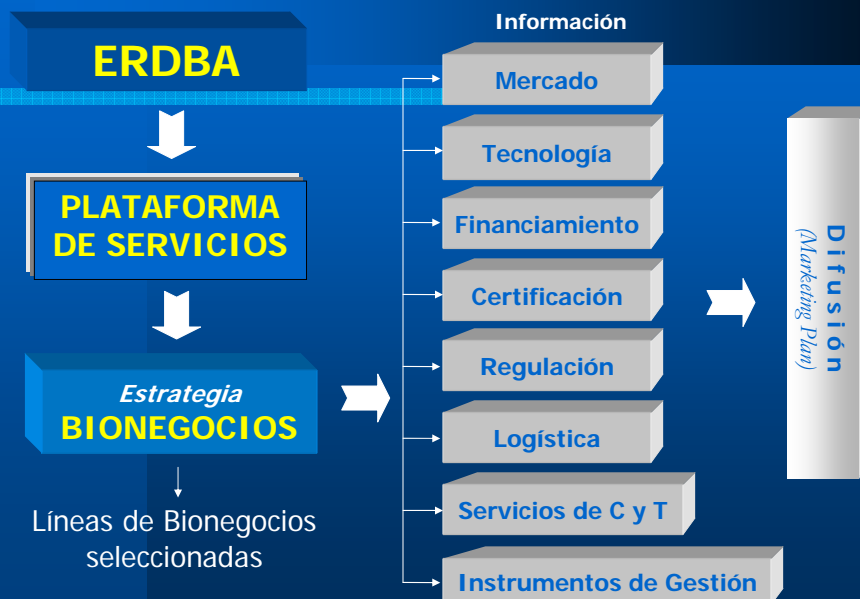 ERDBA
PLATAFORMA
DE SERVICIOS
Estrategia
BIONEGOCIOS
Líneas de Bionegocios
seleccionadas
Información
Mercado
Tecnología
Financiamiento
Certificación
Regulación
Logística
Servicios de C y T
Instrumentos de Gestión
Difusión
(Marketing Plan)